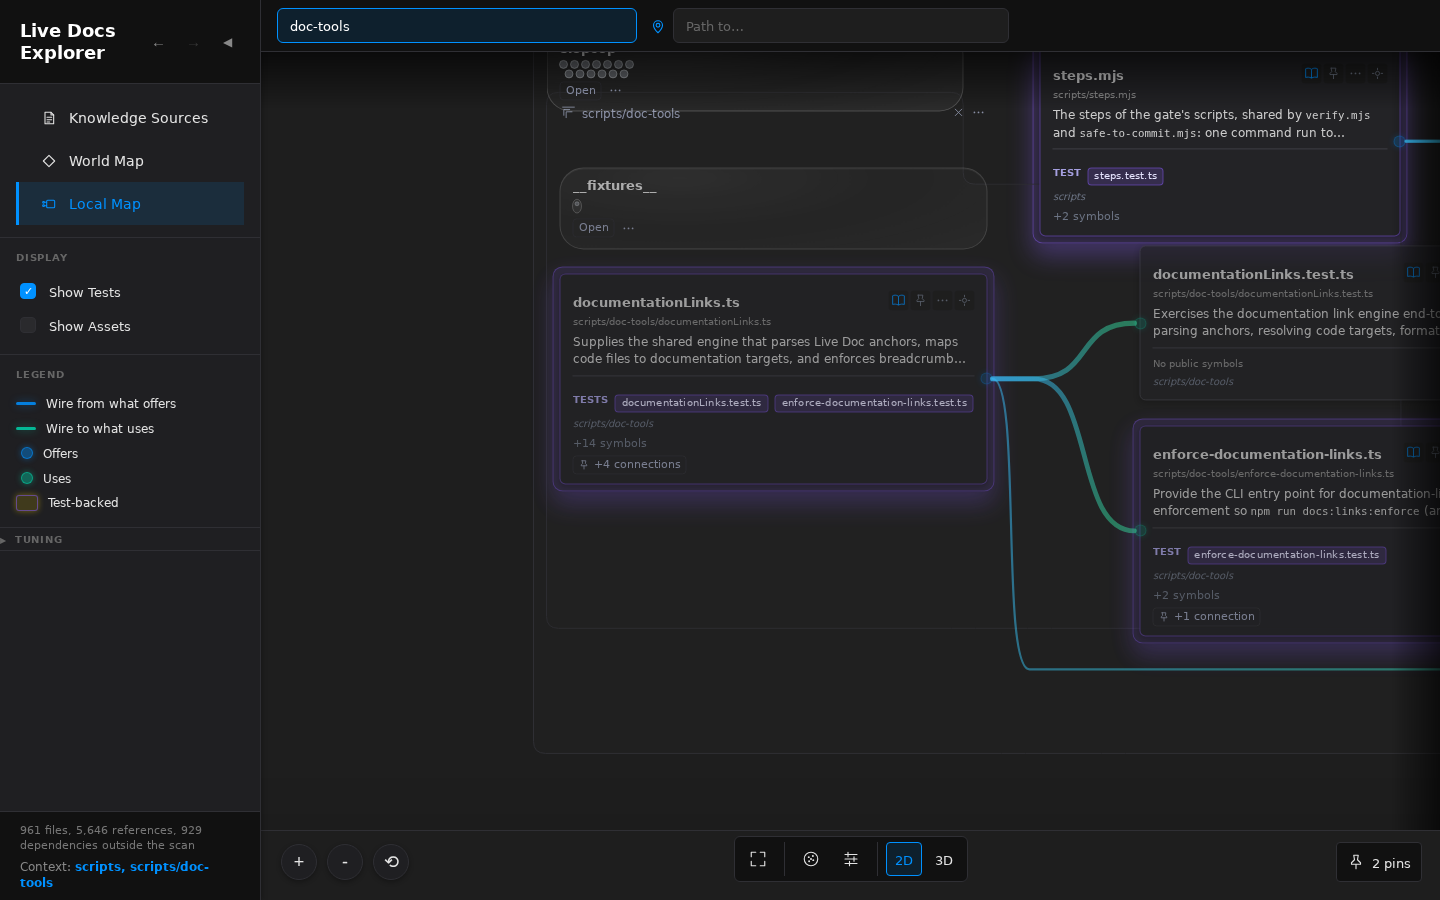 Live Docs
Explorer
Knowledge Sources
World Map
Local Map
DISPLAY
✓ Show Tests
Show Assets
LEGEND
Wire from what offers
Wire to what uses
Offers
Uses
Test-backed
TUNING
961 files, 5,646 references, 929
dependencies outside the scan
Context: scripts, scripts/doc-
tools
doc-tools
Path to...
Open ...
scripts/doc-tools
__fixtures__
Open ...
documentationLinks.ts
scripts/doc-tools/documentationLinks.ts
Supplies the shared engine that parses Live Doc anchors, maps
code files to documentation targets, and enforces breadcrumb...
TESTS documentationLinks.test.ts enforce-documentation-links.test.ts
scripts/doc-tools
+14 symbols
+4 connections
steps.mjs
scripts/steps.mjs
The steps of the gate's scripts, shared by verify.mjs
and safe-to-commit.mjs: one command run to...
TEST steps.test.ts
scripts
+2 symbols
documentationLinks.test.ts
scripts/doc-tools/documentationLinks.test.ts
Exercises the documentation link engine end-to
parsing anchors, resolving code targets, format
No public symbols
scripts/doc-tools
enforce-documentation-links.ts
scripts/doc-tools/enforce-documentation-links.ts
Provide the CLI entry point for documentation-li
enforcement so npm run docs:links:enforce (an
TEST enforce-documentation-links.test.ts
scripts/doc-tools
+2 symbols
+1 connection
+ - ⟲
2D 3D
2 pins